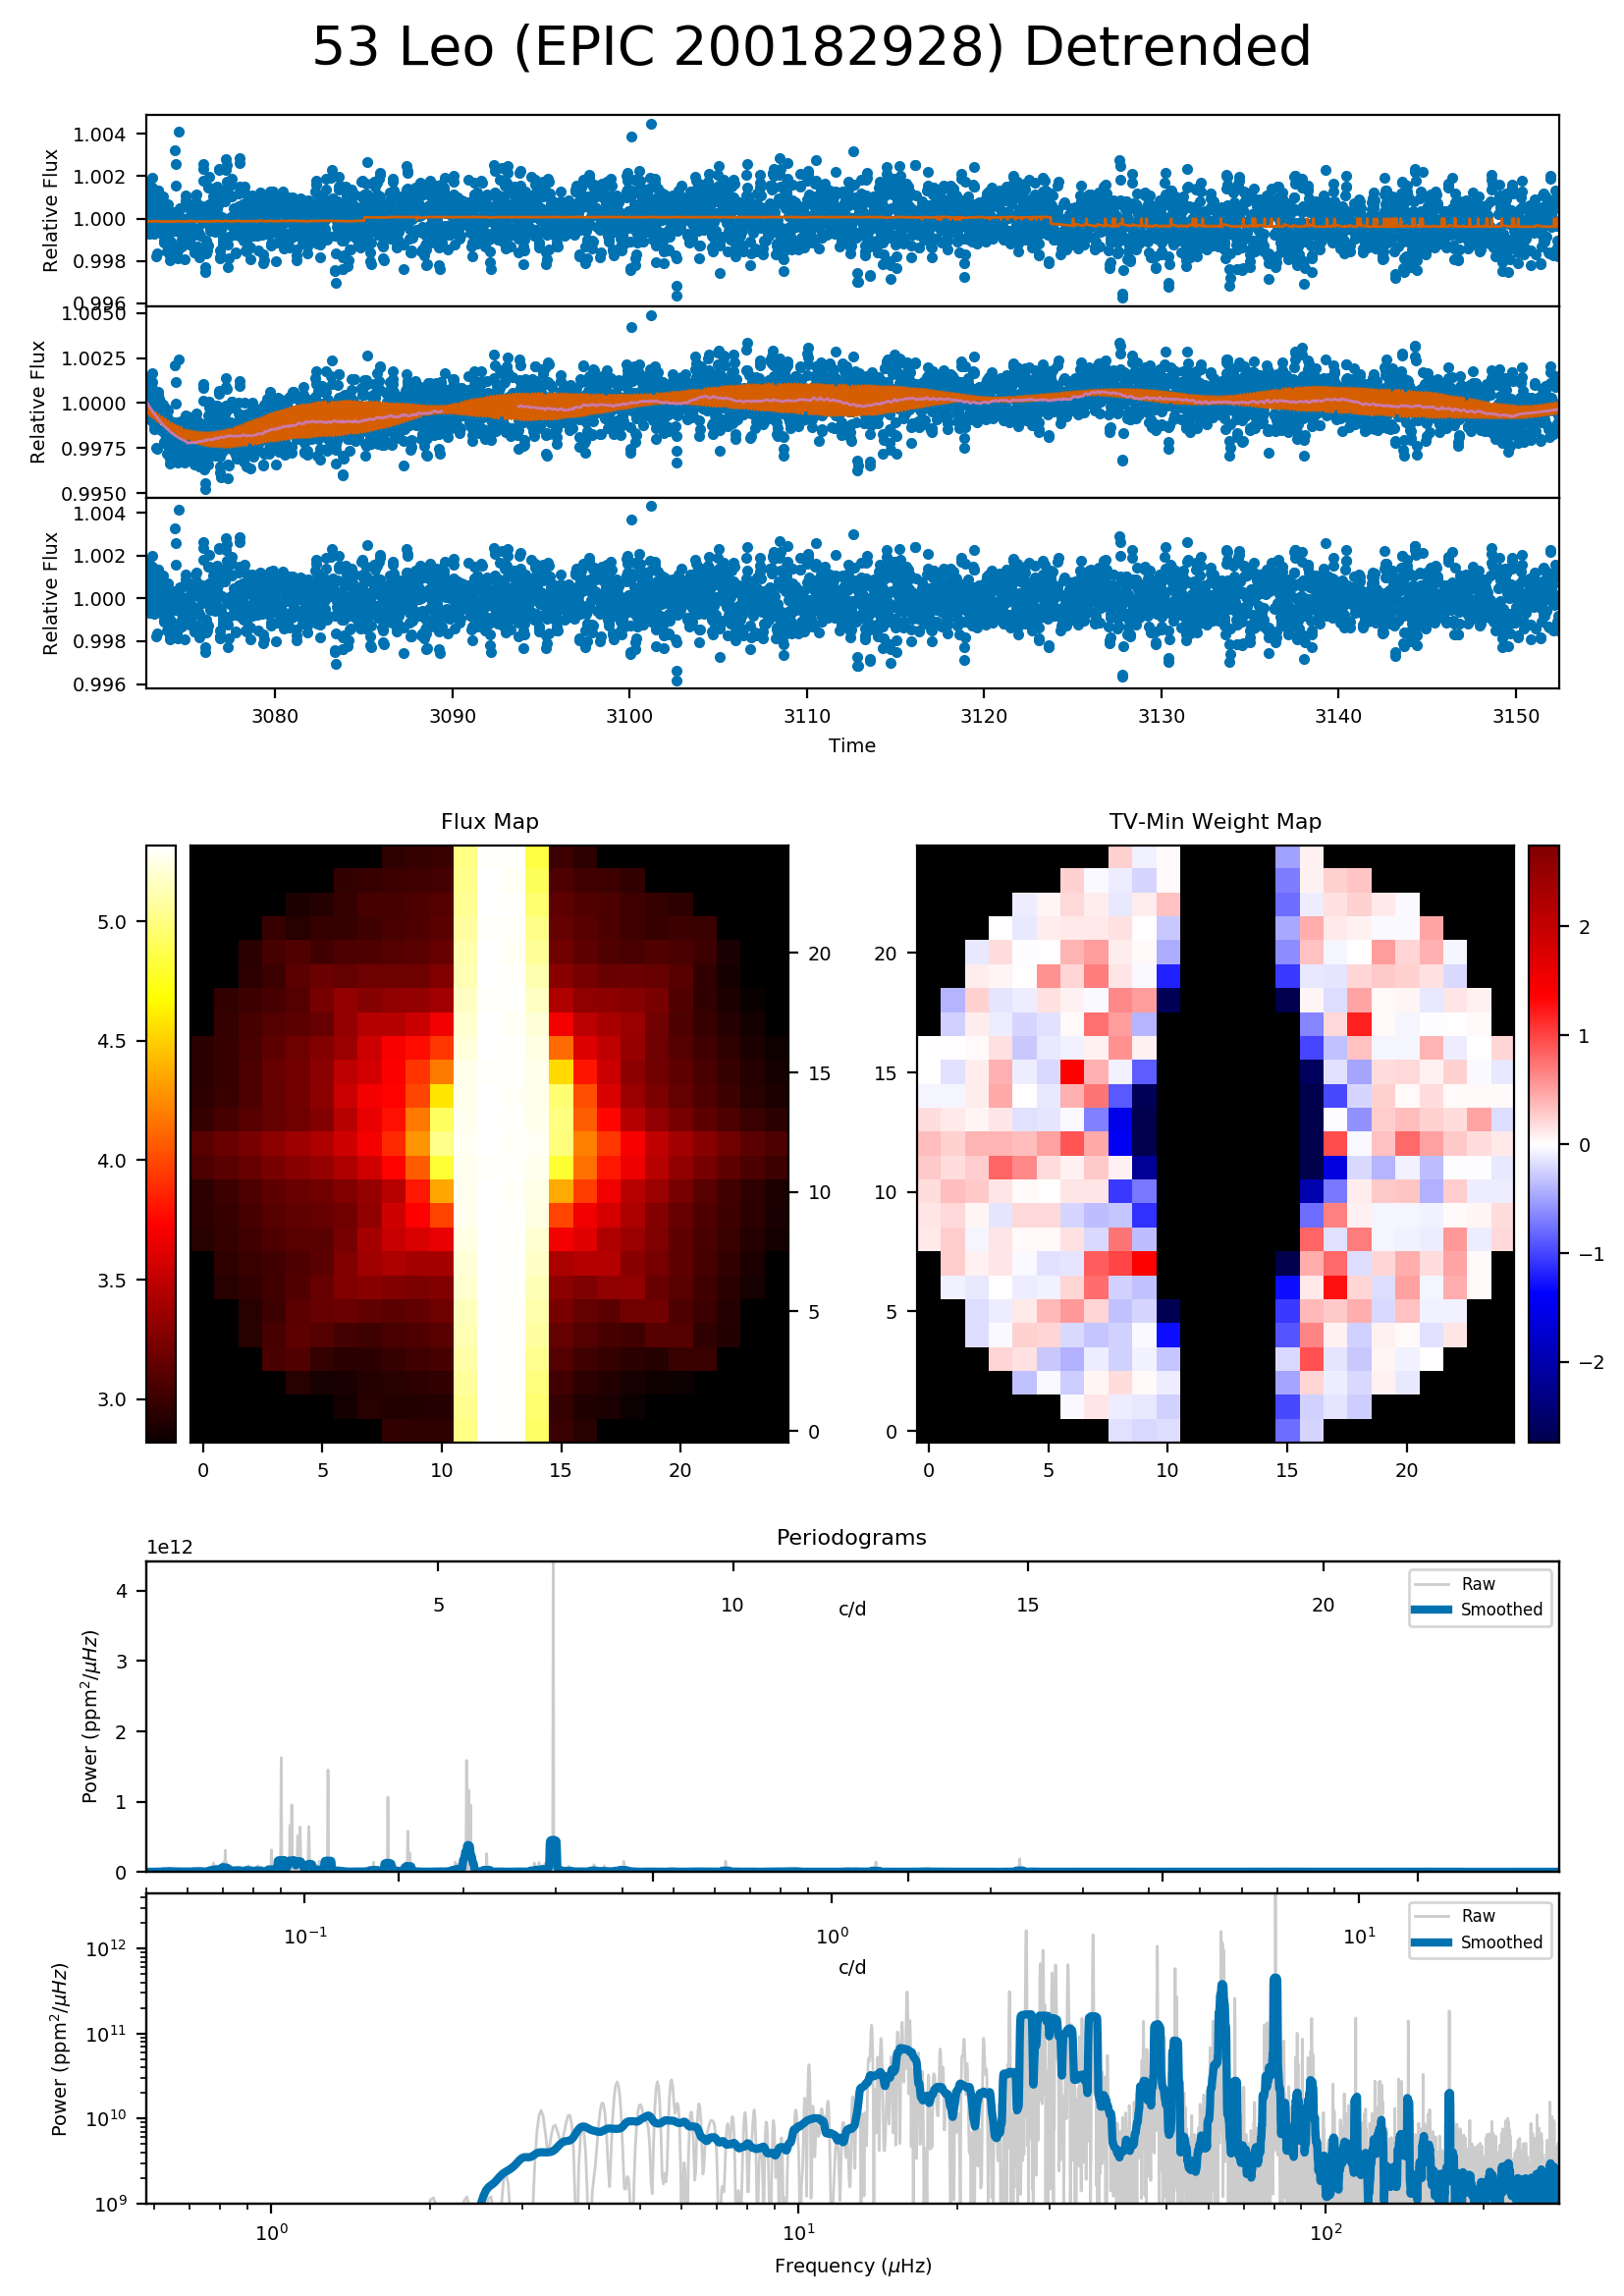 53 Leo (EPIC 200182928) Detrended
Relative Flux
1.004
1.002
1.000
0.998
0.996
Relative Flux
1.0050
1.0025
1.0000
0.9975
0.9950
Relative Flux
1.004
1.002
1.000
0.998
0.996
3080 3090 3100 3110 3120 3130 3140 3150
Time
Flux Map
5.0
4.5
4.0
3.5
3.0
20
15
10
5
0
0 5 10 15 20
TV-Min Weight Map
20
15
10
5
0
0 5 10 15 20
2
1
0
−1
−2
Periodograms
1e12
Power (ppm²/μHz)
4
3
2
1
0
5 10 15 20
c/d
Raw
Smoothed
Power (ppm²/μHz)
10¹²
10¹¹
10¹⁰
10⁹
10⁻¹ 10⁰ 10¹
c/d
Raw
Smoothed
10⁰ 10¹ 10²
Frequency (μHz)